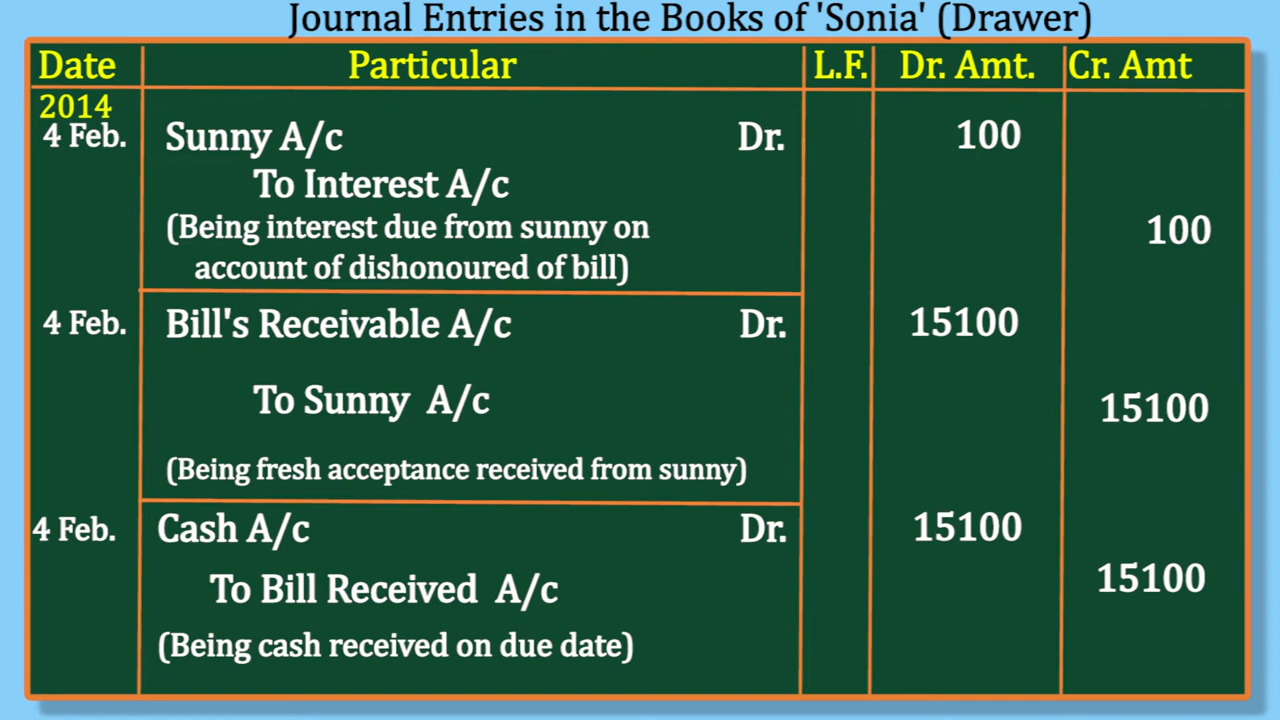 Journal Entries in the Books of 'Sonia' (Drawer)
Date Particular L.F. Dr. Amt. Cr. Amt
2014
4 Feb. Sunny A/c Dr. 100
To Interest A/c
(Being interest due from sunny on 100
account of dishonoured of bill)
4 Feb. Bill's Receivable A/c Dr. 15100
To Sunny A/c 15100
(Being fresh acceptance received from sunny)
4 Feb. Cash A/c Dr. 15100
To Bill Received A/c 15100
(Being cash received on due date)